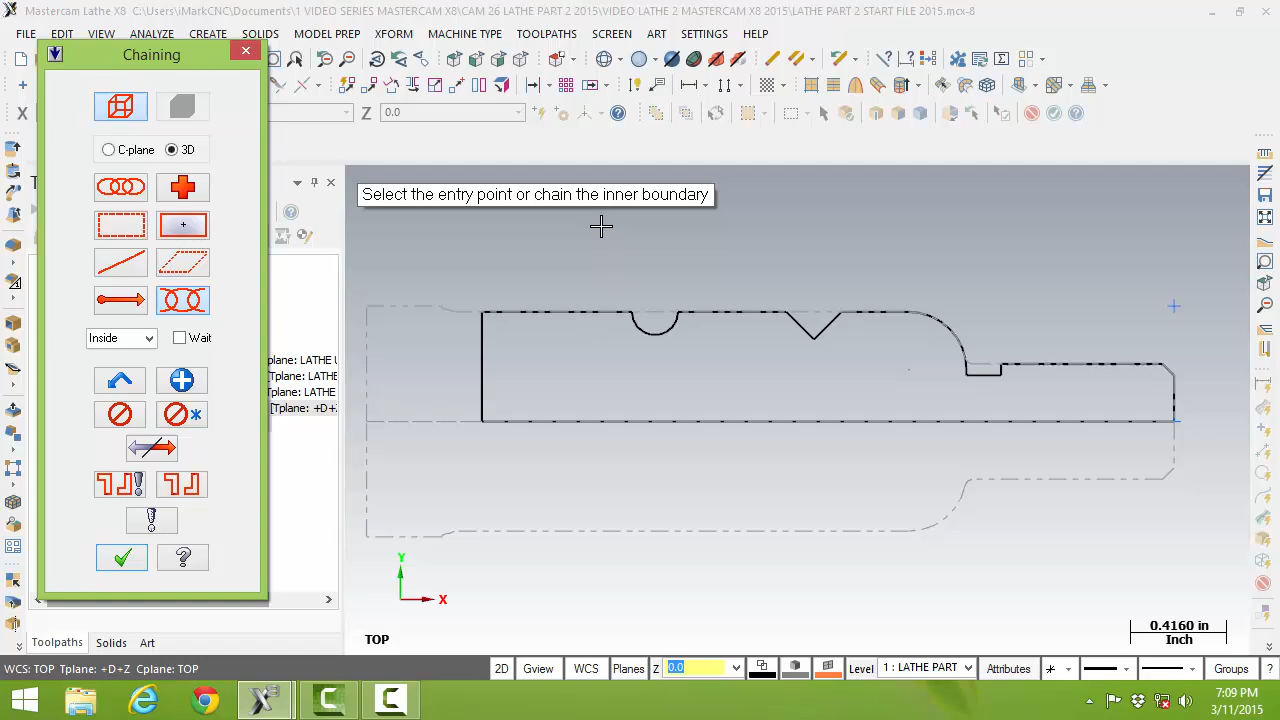 Mastercam Lathe X8 C:\Users\iMarkCNC\Documents\1 VIDEO SERIES MASTERCAM X8\CAM 26 LATHE PART 2 2015\VIDEO LATHE 2 MASTERCAM X8 2015\LATHE PART 2 START FILE 2015.mcx-8
FILE EDIT VIEW ANALYZE CREATE SOLIDS MODEL PREP XFORM MACHINE TYPE TOOLPATHS SCREEN ART SETTINGS HELP
Chaining
X Z 0.0
C-plane 3D
Select the entry point or chain the inner boundary
Inside Wait
plane: LATHE U
[Tplane: LATHE
[Tplane: LATHE
[Tplane: +D+Z
Y
X
TOP
0.4160 in
Inch
Toolpaths Solids Art
WCS: TOP Tplane: +D+Z Cplane: TOP 2D Gview WCS Planes Z 0.0 Level 1 : LATHE PART Attributes Groups ?
7:09 PM
3/11/2015